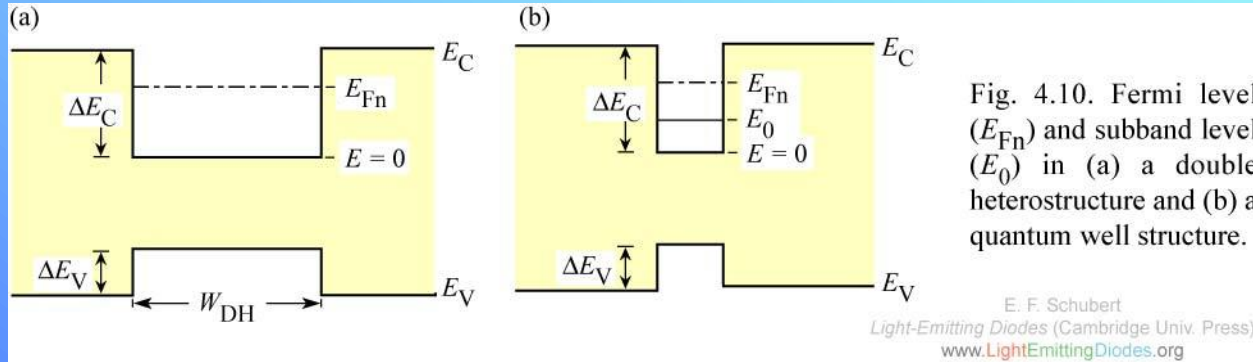 (a)
E_C
E_Fn
ΔE_C
E = 0
ΔE_V
W_DH
E_V
(b)
E_C
E_Fn
ΔE_C
E_0
E = 0
ΔE_V
E_V
Fig. 4.10. Fermi level
(E_Fn) and subband level
(E_0) in (a) a double
heterostructure and (b) a
quantum well structure.
E. F. Schubert
Light-Emitting Diodes (Cambridge Univ. Press)
www.LightEmittingDiodes.org